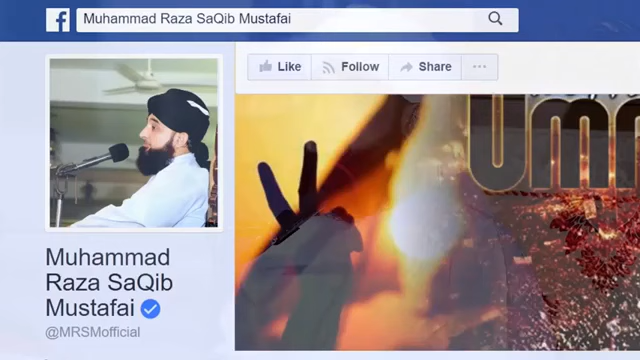 f
Muhammad Raza SaQib Mustafai
Like
Follow
Share
Muhammad
Raza SaQib
Mustafai
@MRSMofficial